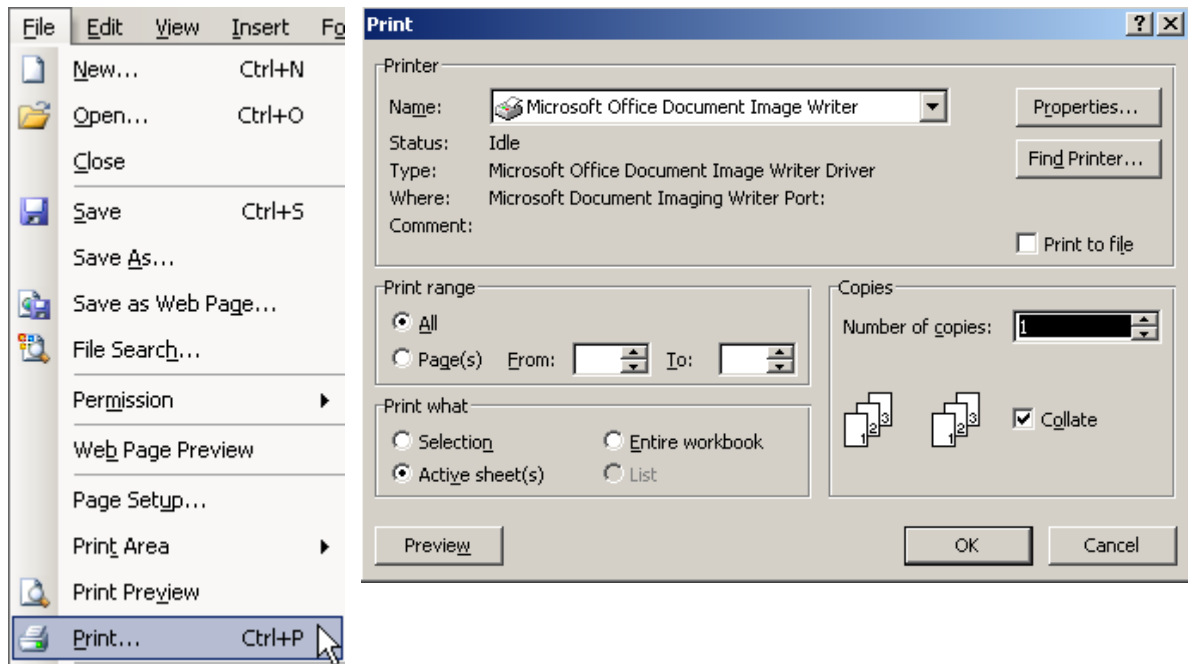 File Edit View Insert Fo
New... Ctrl+N
Open... Ctrl+O
Close
Save Ctrl+S
Save As...
Save as Web Page...
File Search...
Permission
Web Page Preview
Page Setup...
Print Area
Print Preview
Print... Ctrl+P
Print
Printer
Name: Microsoft Office Document Image Writer Properties...
Status: Idle
Type: Microsoft Office Document Image Writer Driver Find Printer...
Where: Microsoft Document Imaging Writer Port:
Comment:
Print to file
Print range
All
Page(s) From: To:
Print what
Selection Entire workbook
Active sheet(s) List
Copies
Number of copies: 1
1 2 3 1 2 3 Collate
Preview OK Cancel